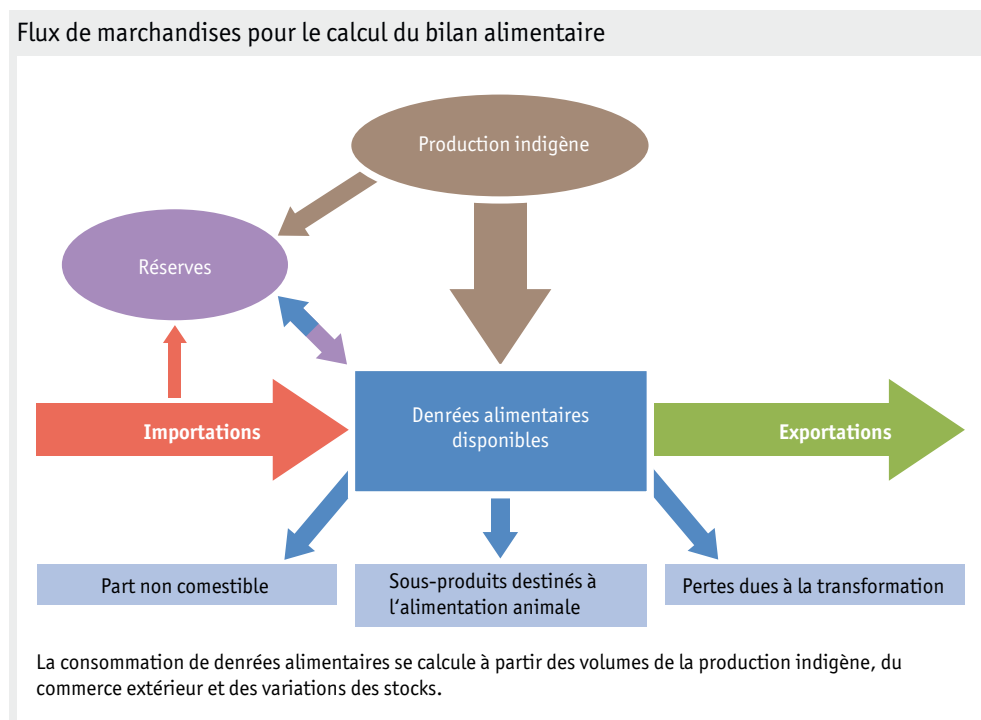 Flux de marchandises pour le calcul du bilan alimentaire
Production indigène
Réserves
Importations
Denrées alimentaires
disponibles
Exportations
Part non comestible
Sous-produits destinés à
l‘alimentation animale
Pertes dues à la transformation
La consommation de denrées alimentaires se calcule à partir des volumes de la production indigène, du
commerce extérieur et des variations des stocks.